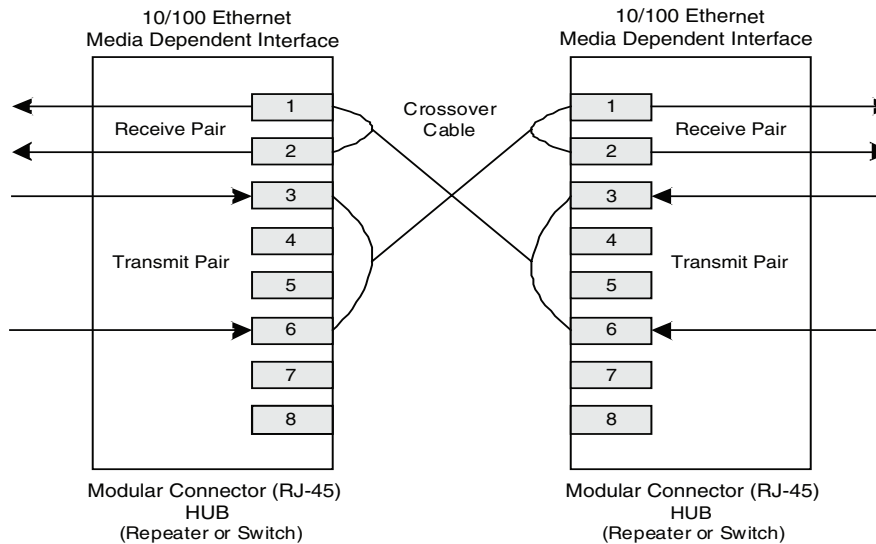 10/100 Ethernet
Media Dependent Interface
10/100 Ethernet
Media Dependent Interface
1
Receive Pair
2
3
4
Transmit Pair
5
6
7
8
Crossover
Cable
1
Receive Pair
2
3
4
Transmit Pair
5
6
7
8
Modular Connector (RJ-45)
HUB
(Repeater or Switch)
Modular Connector (RJ-45)
HUB
(Repeater or Switch)